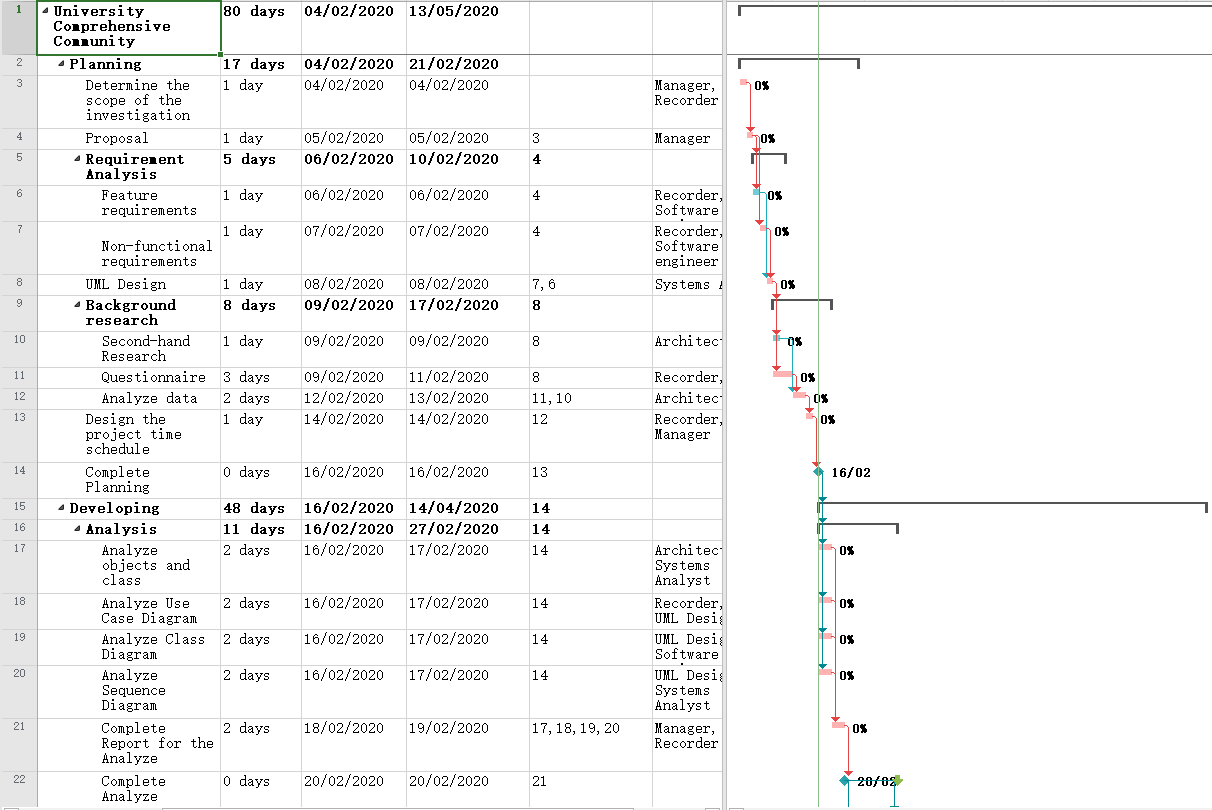 1 University 80 days 04/02/2020 13/05/2020
Comprehensive
Community
2 Planning 17 days 04/02/2020 21/02/2020
3 Determine the 1 day 04/02/2020 04/02/2020 Manager, 0%
scope of the Recorder
investigation
4 Proposal 1 day 05/02/2020 05/02/2020 3 Manager 0%
5 Requirement 5 days 06/02/2020 10/02/2020 4
Analysis
6 Feature 1 day 06/02/2020 06/02/2020 4 Recorder, 0%
requirements Software
7 1 day 07/02/2020 07/02/2020 4 Recorder, 0%
Non-functional Software
requirements engineer
8 UML Design 1 day 08/02/2020 08/02/2020 7,6 Systems A 0%
9 Background 8 days 09/02/2020 17/02/2020 8
research
10 Second-hand 1 day 09/02/2020 09/02/2020 8 Architec 0%
Research
11 Questionnaire 3 days 09/02/2020 11/02/2020 8 Recorder, 0%
12 Analyze data 2 days 12/02/2020 13/02/2020 11,10 Architec 0%
13 Design the 1 day 14/02/2020 14/02/2020 12 Recorder, 0%
project time Manager
schedule
14 Complete 0 days 16/02/2020 16/02/2020 13 16/02
Planning
15 Developing 48 days 16/02/2020 14/04/2020 14
16 Analysis 11 days 16/02/2020 27/02/2020 14
17 Analyze 2 days 16/02/2020 17/02/2020 14 Architec 0%
objects and Systems
class Analyst
18 Analyze Use 2 days 16/02/2020 17/02/2020 14 Recorder, 0%
Case Diagram UML Desig
19 Analyze Class 2 days 16/02/2020 17/02/2020 14 UML Desig 0%
Diagram Software
20 Analyze 2 days 16/02/2020 17/02/2020 14 UML Desig 0%
Sequence Systems
Diagram Analyst
21 Complete 2 days 18/02/2020 19/02/2020 17,18,19,20 Manager, 0%
Report for the Recorder
Analyze
22 Complete 0 days 20/02/2020 20/02/2020 21 20/02
Analyze